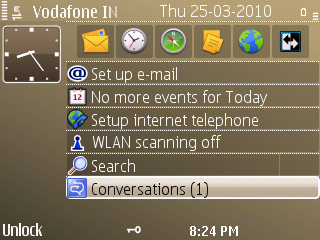 Vodafone IN Thu 25-03-2010
Set up e-mail
12 No more events for Today
Setup internet telephone
WLAN scanning off
Search
Conversations (1)
Unlock 8:24 PM